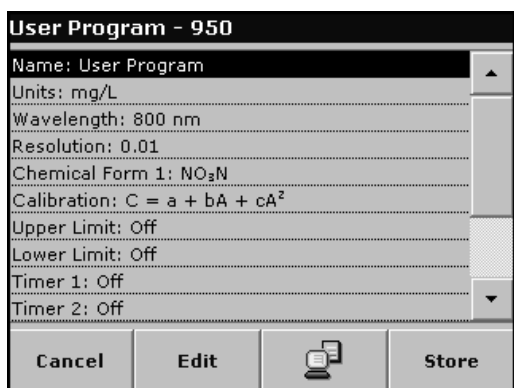 User Program - 950
Name: User Program
Units: mg/L
Wavelength: 800 nm
Resolution: 0.01
Chemical Form 1: NO₃N
Calibration: C = a + bA + cA²
Upper Limit: Off
Lower Limit: Off
Timer 1: Off
Timer 2: Off
Cancel Edit Store